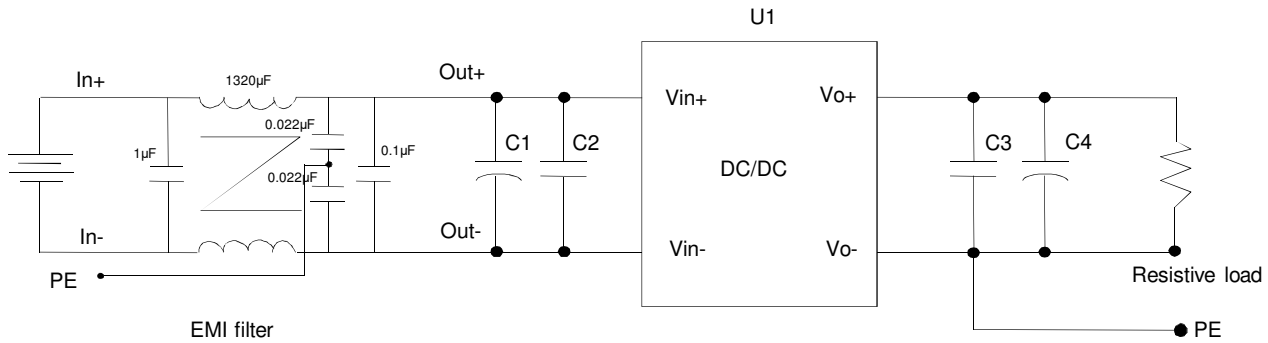 U1
In+
1320µF
Out+
Vin+
Vo+
0.022µF
1µF
0.1µF
C1
C2
DC/DC
C3
C4
0.022µF
In-
Out-
Vin-
Vo-
PE
Resistive load
EMI filter
PE